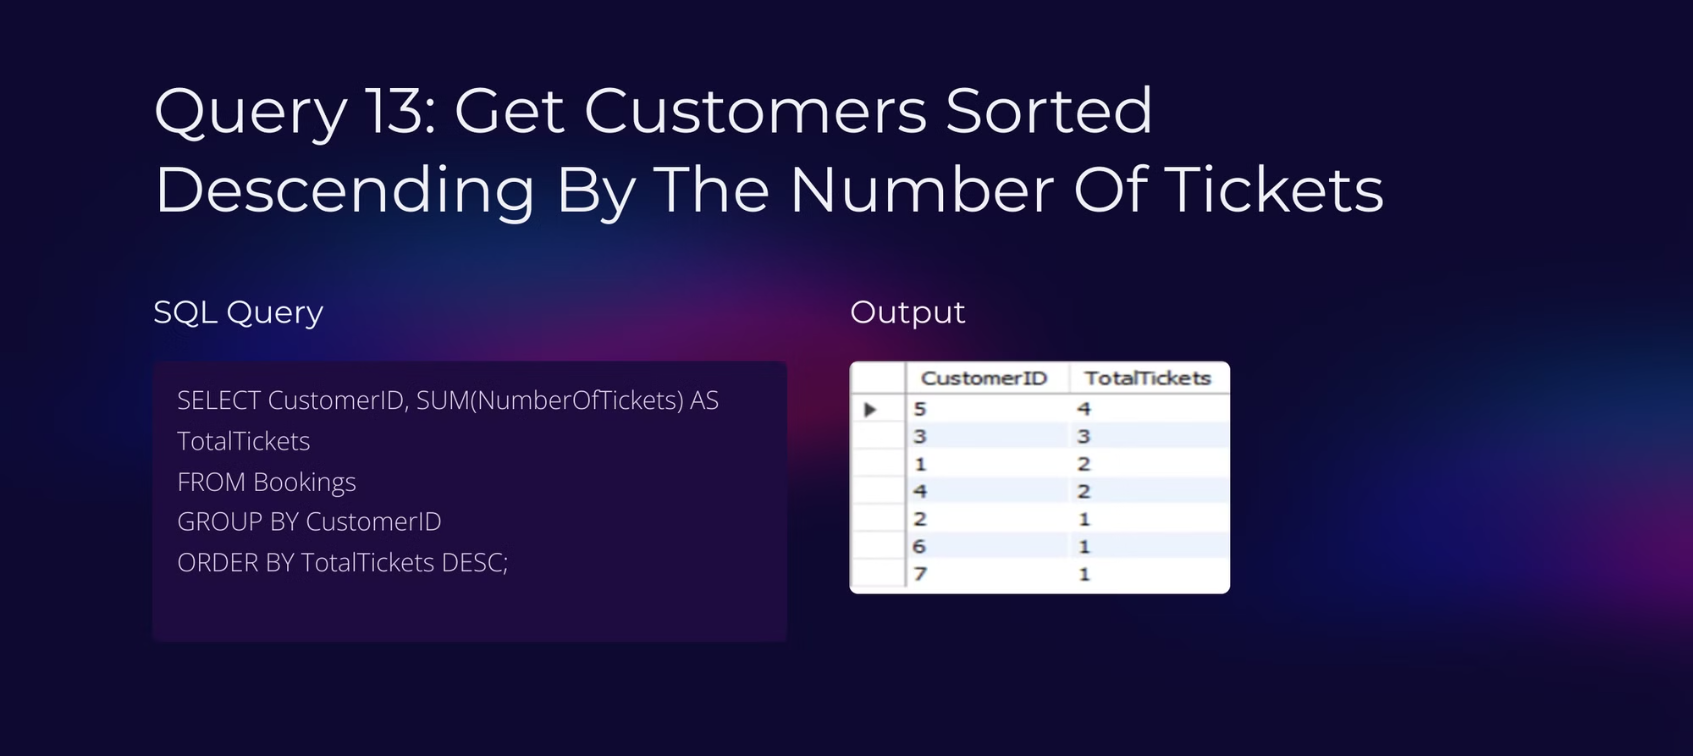 Query 13: Get Customers Sorted
Descending By The Number Of Tickets
SQL Query
SELECT CustomerID, SUM(NumberOfTickets) AS
TotalTickets
FROM Bookings
GROUP BY CustomerID
ORDER BY TotalTickets DESC;
Output
CustomerID TotalTickets
5 4
3 3
1 2
4 2
2 1
6 1
7 1